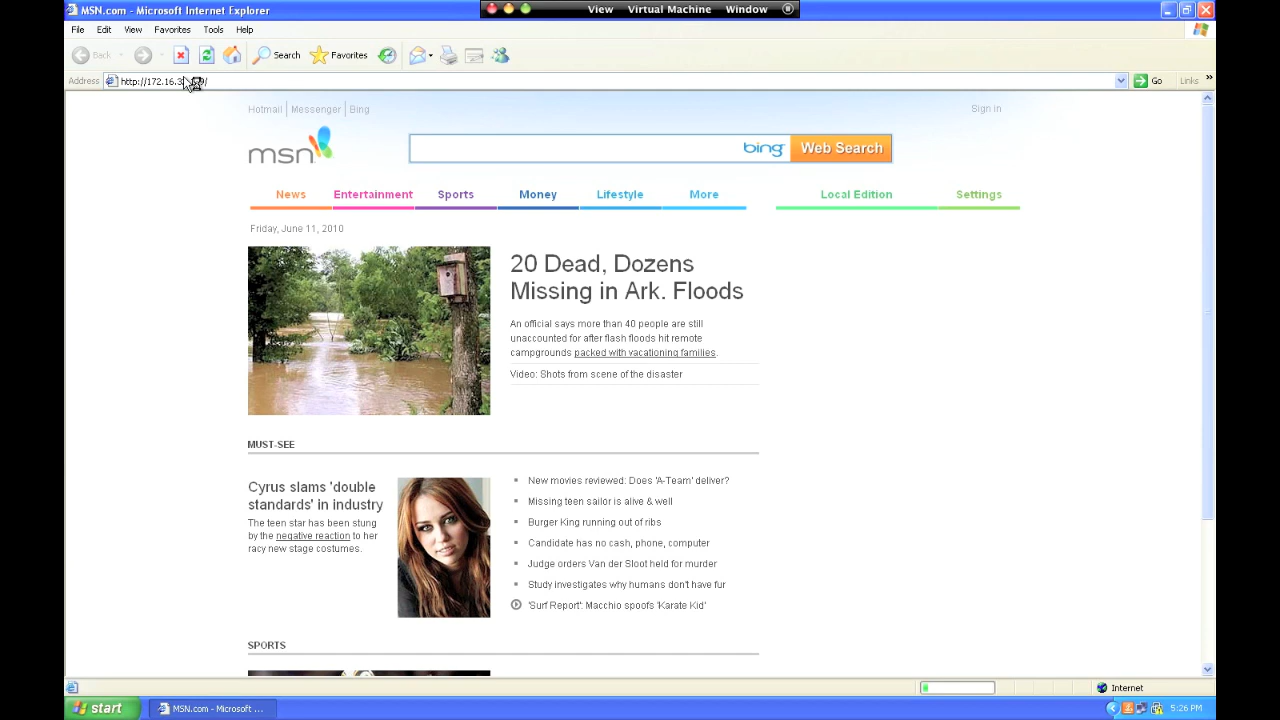 MSN.com - Microsoft Internet Explorer
View Virtual Machine Window
File Edit View Favorites Tools Help
Back Search Favorites
Address Go Links
Hotmail Messenger Bing Sign in
msn bing Web Search
News Entertainment Sports Money Lifestyle More Local Edition Settings
Friday, June 11, 2010
20 Dead, Dozens
Missing in Ark. Floods
An official says more than 40 people are still
unaccounted for after flash floods hit remote
campgrounds packed with vacationing families.
Video: Shots from scene of the disaster
MUST-SEE
Cyrus slams 'double
standards' in industry
The teen star has been stung
by the negative reaction to her
racy new stage costumes.
New movies reviewed: Does 'A-Team' deliver?
Missing teen sailor is alive & well
Burger King running out of ribs
Candidate has no cash, phone, computer
Judge orders Van der Sloot held for murder
Study investigates why humans don't have fur
'Surf Report': Macchio spoofs 'Karate Kid'
SPORTS
Internet
start MSN.com - Microsoft ... 5:26 PM